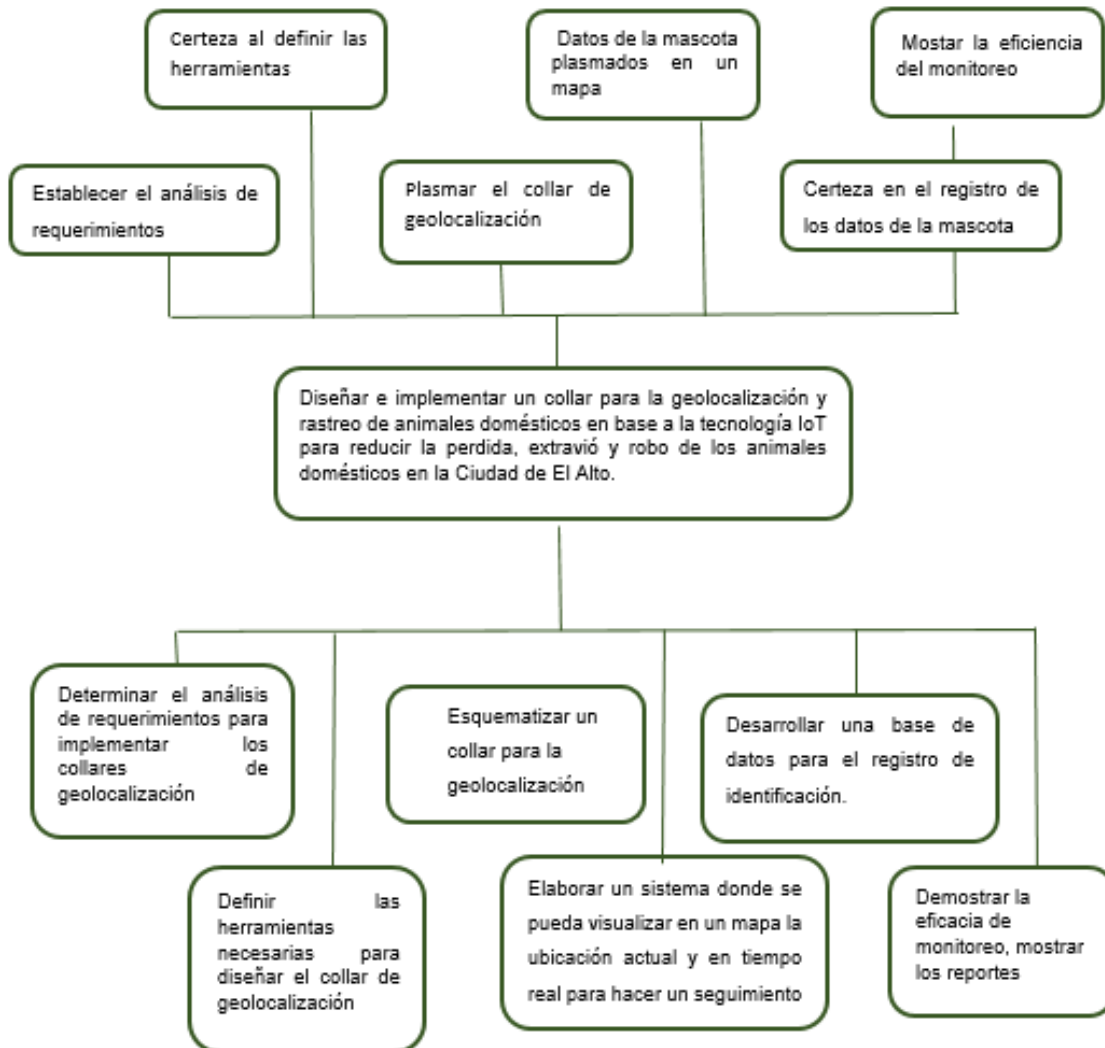 Certeza al definir las
herramientas
Datos de la mascota
plasmados en un
mapa
Mostar la eficiencia
del monitoreo
Establecer el análisis de
requerimientos
Plasmar el collar de
geolocalización
Certeza en el registro de
los datos de la mascota
Diseñar e implementar un collar para la geolocalización y
rastreo de animales domésticos en base a la tecnología IoT
para reducir la perdida, extravió y robo de los animales
domésticos en la Ciudad de El Alto.
Determinar el análisis
de requerimientos para
implementar los
collares de
geolocalización
Esquematizar un
collar para la
geolocalización
Desarrollar una base de
datos para el registro de
identificación.
Definir las
herramientas
necesarias para
diseñar el collar de
geolocalización
Elaborar un sistema donde se
pueda visualizar en un mapa la
ubicación actual y en tiempo
real para hacer un seguimiento
Demostrar la
eficacia de
monitoreo, mostrar
los reportes